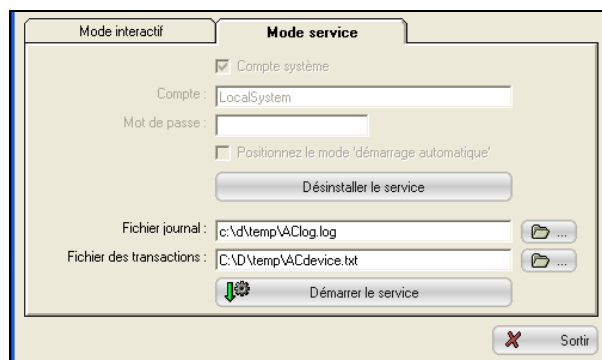 Mode interactif
Mode service
Compte système
Compte : LocalSystem
Mot de passe :
Positionnez le mode 'démarrage automatique'
Désinstaller le service
Fichier journal : c:\d\temp\AClog.log ...
Fichier des transactions : C:\D\temp\ACdevice.txt ...
Démarrer le service
Sortir